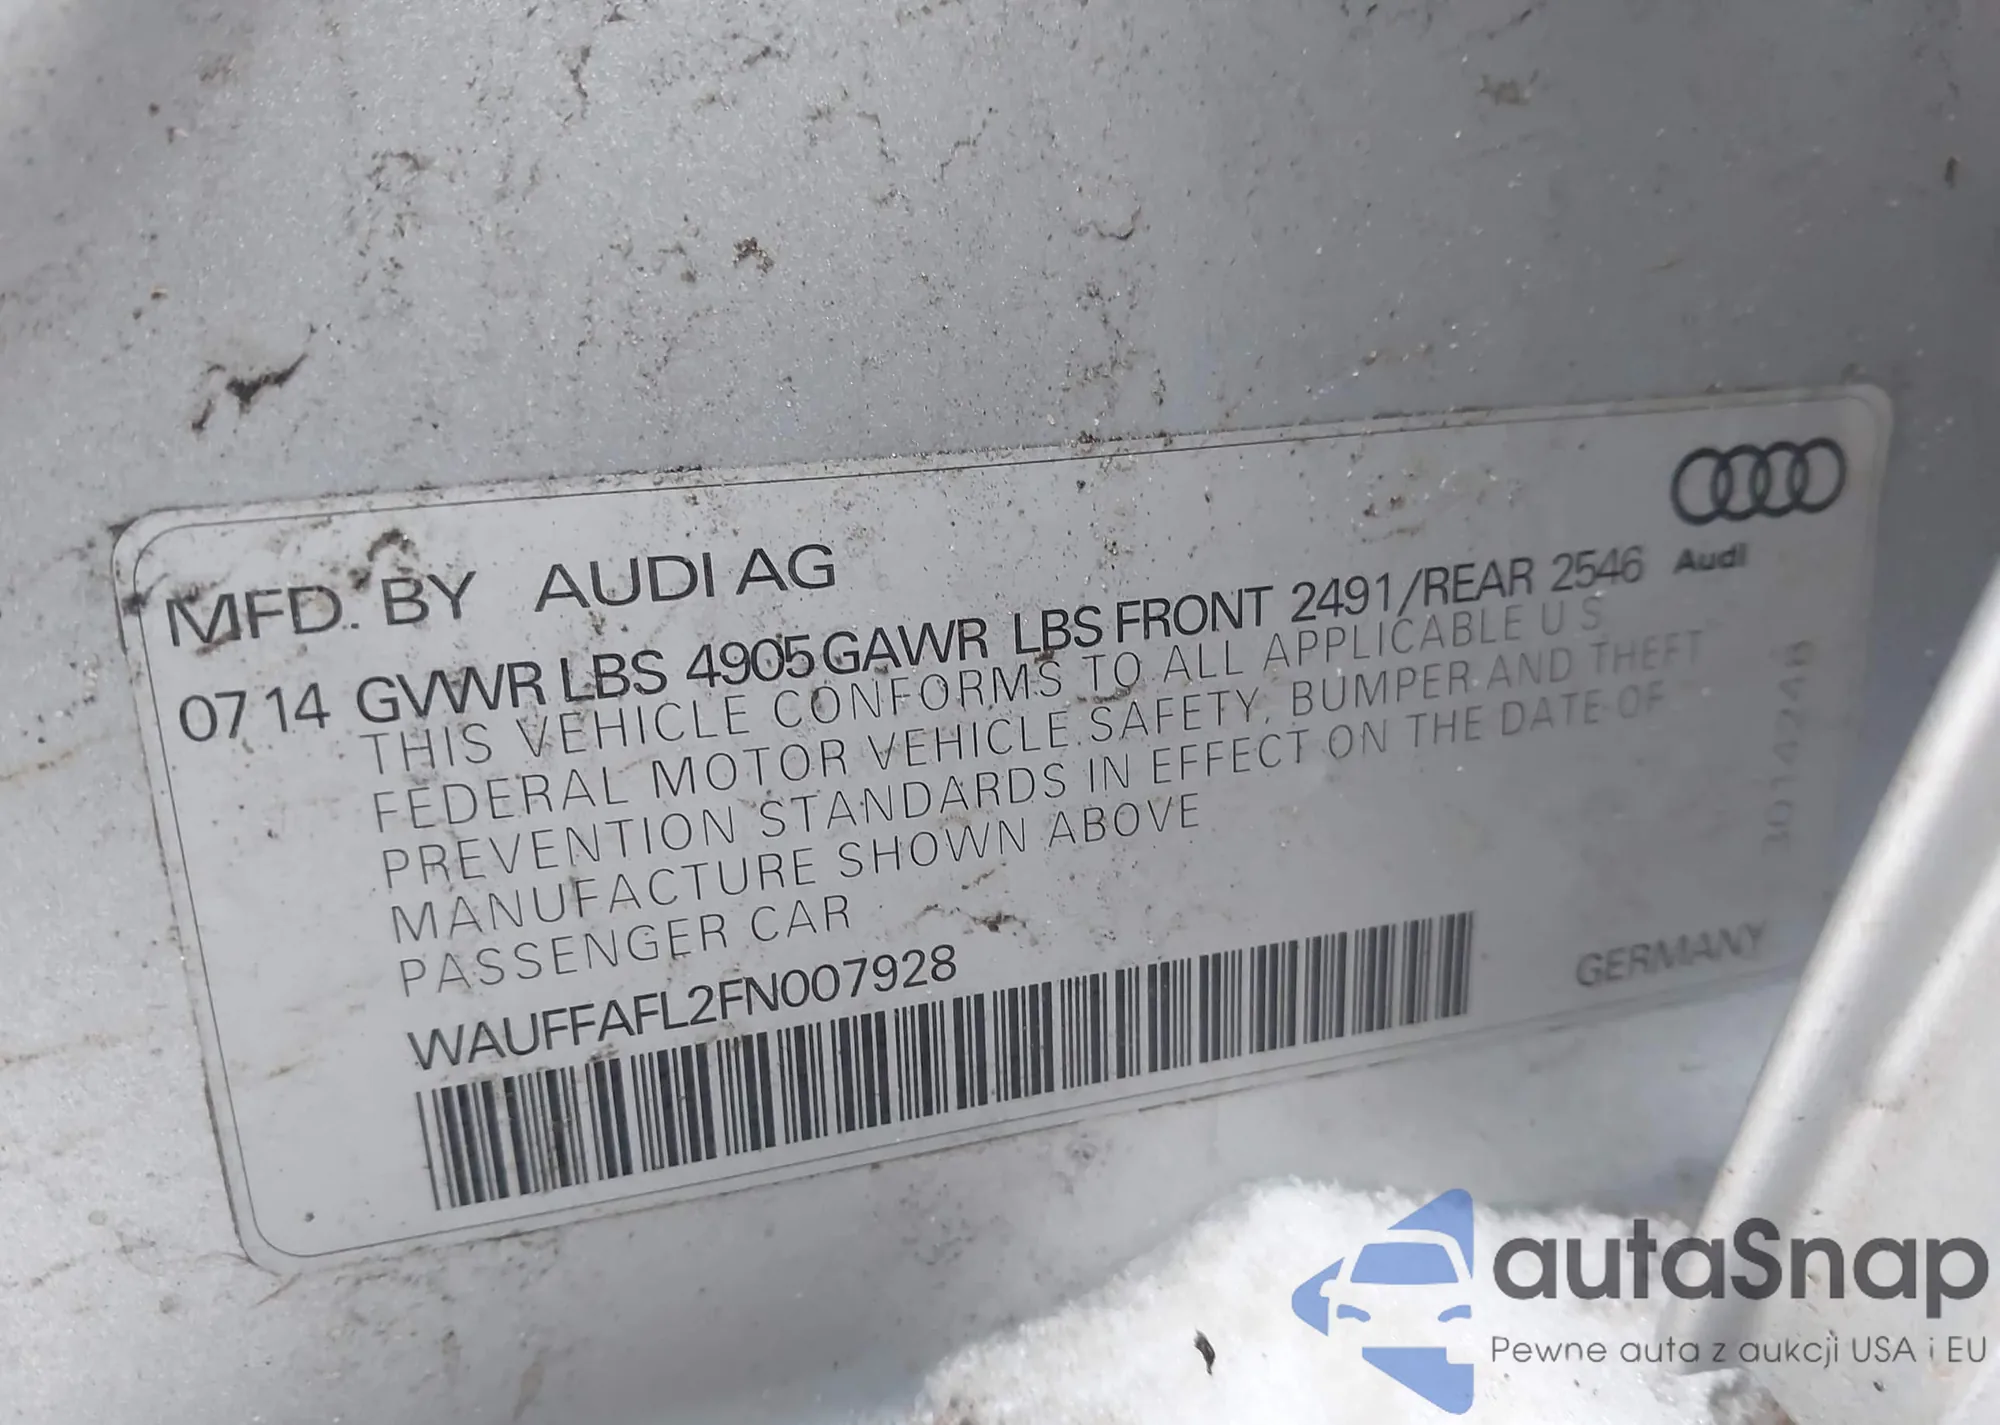 MFD. BY AUDI AG
Audi
07 14 GVWR LBS 4905 GAWR LBS FRONT 2491/REAR 2546
THIS VEHICLE CONFORMS TO ALL APPLICABLE U S
FEDERAL MOTOR VEHICLE SAFETY, BUMPER AND THEFT
PREVENTION STANDARDS IN EFFECT ON THE DATE OF
MANUFACTURE SHOWN ABOVE
PASSENGER CAR
WAUFFAFL2FN007928
GERMANY
autaSnap
Pewne auta z aukcji USA i EU